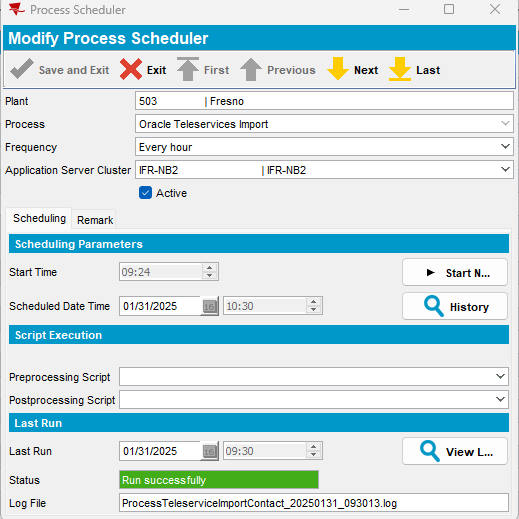 Process Scheduler
Modify Process Scheduler
Save and Exit Exit First Previous Next Last
Plant 503 Fresno
Process Oracle Teleservices Import
Frequency Every hour
Application Server Cluster IFR-NB2 IFR-NB2
Active
Scheduling Remark
Scheduling Parameters
Start Time 09:24 Start N...
Scheduled Date Time 01/31/2025 16 10:30 History
Script Execution
Preprocessing Script
Postprocessing Script
Last Run
Last Run 01/31/2025 16 09:30 View L...
Status Run successfully
Log File ProcessTeleserviceImportContact_20250131_093013.log